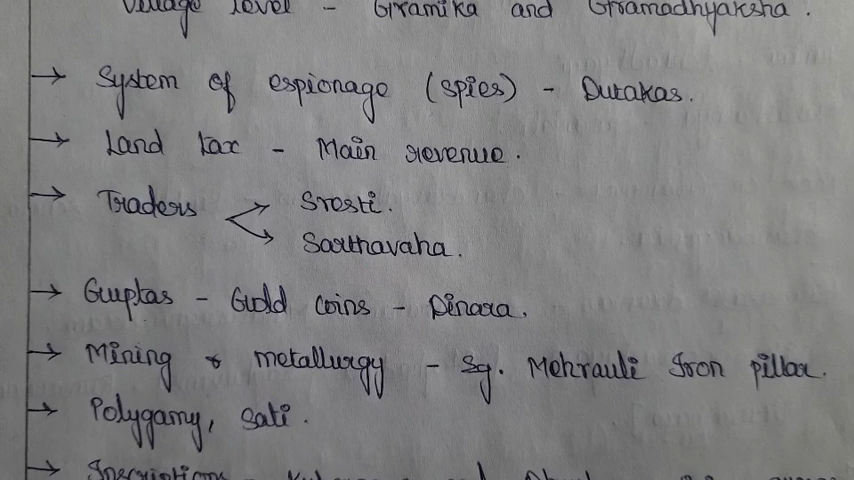 Village level - Gramika and Gramadhyaksha.
→ System of espionage (spies) - Dutakas.
→ Land tax - Main revenue.
→ Traders Sresti.
Sarthavaha.
→ Guptas - Gold coins - Dinara.
→ Mining & metallurgy - Eg. Mehrauli Iron pillar.
→ Polygamy, Sati.
→ Inscriptions -